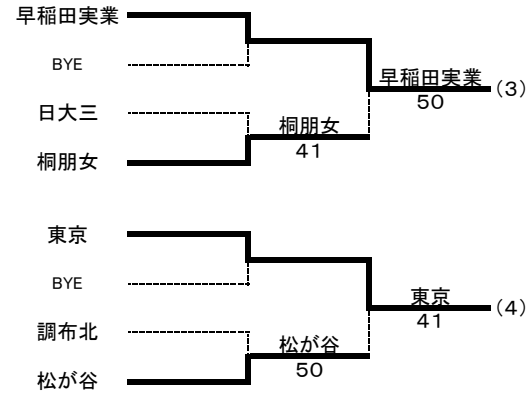 早稲田実業
BYE
早稲田実業
50
(3)
日大三
桐朋女
41
桐朋女
東京
BYE
東京
41
(4)
調布北
松が谷
50
松が谷